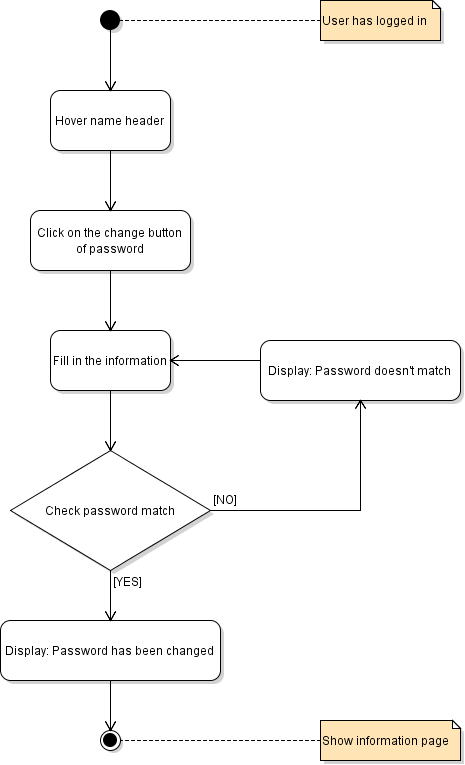 User has logged in
Hover name header
Click on the change button
of password
Fill in the information
Display: Password doesn't match
Check password match
[NO]
[YES]
Display: Password has been changed
Show information page